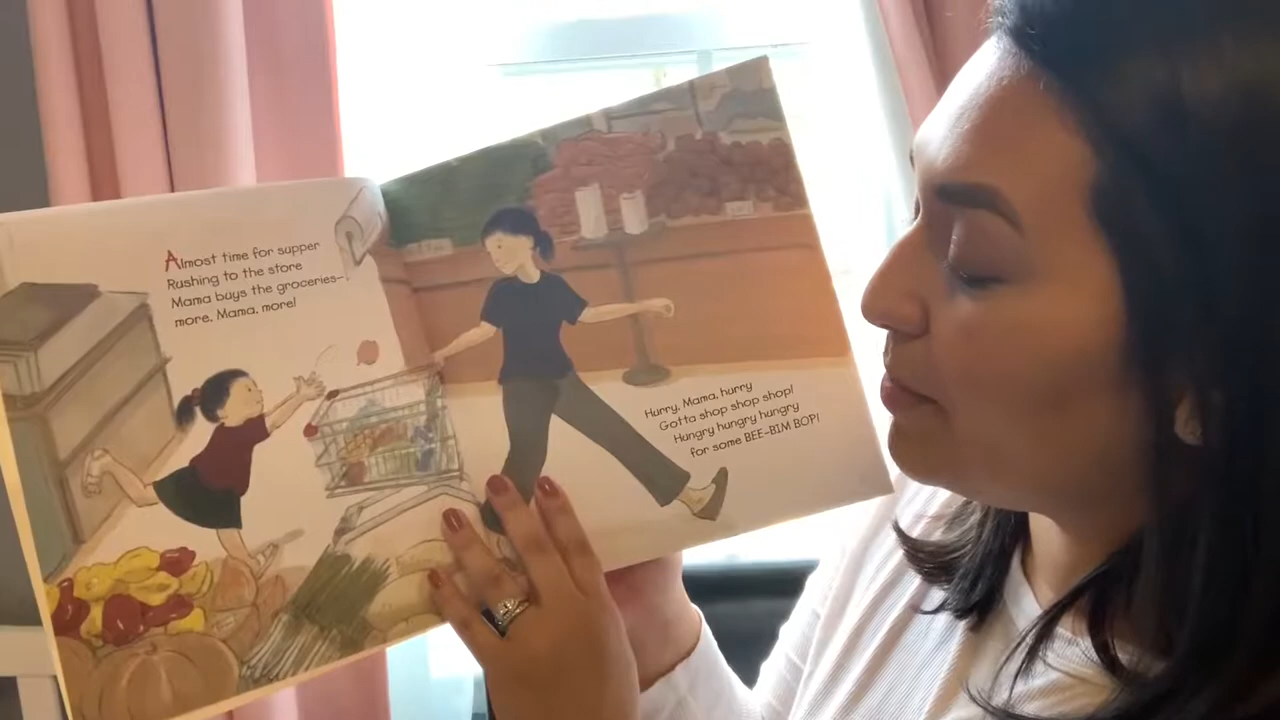 Almost time for supper
Rushing to the store
Mama buys the groceries—
more, Mama, more!
Hurry, Mama, hurry
Gotta shop shop shop!
Hungry hungry hungry
for some BEE-BIM BOP!